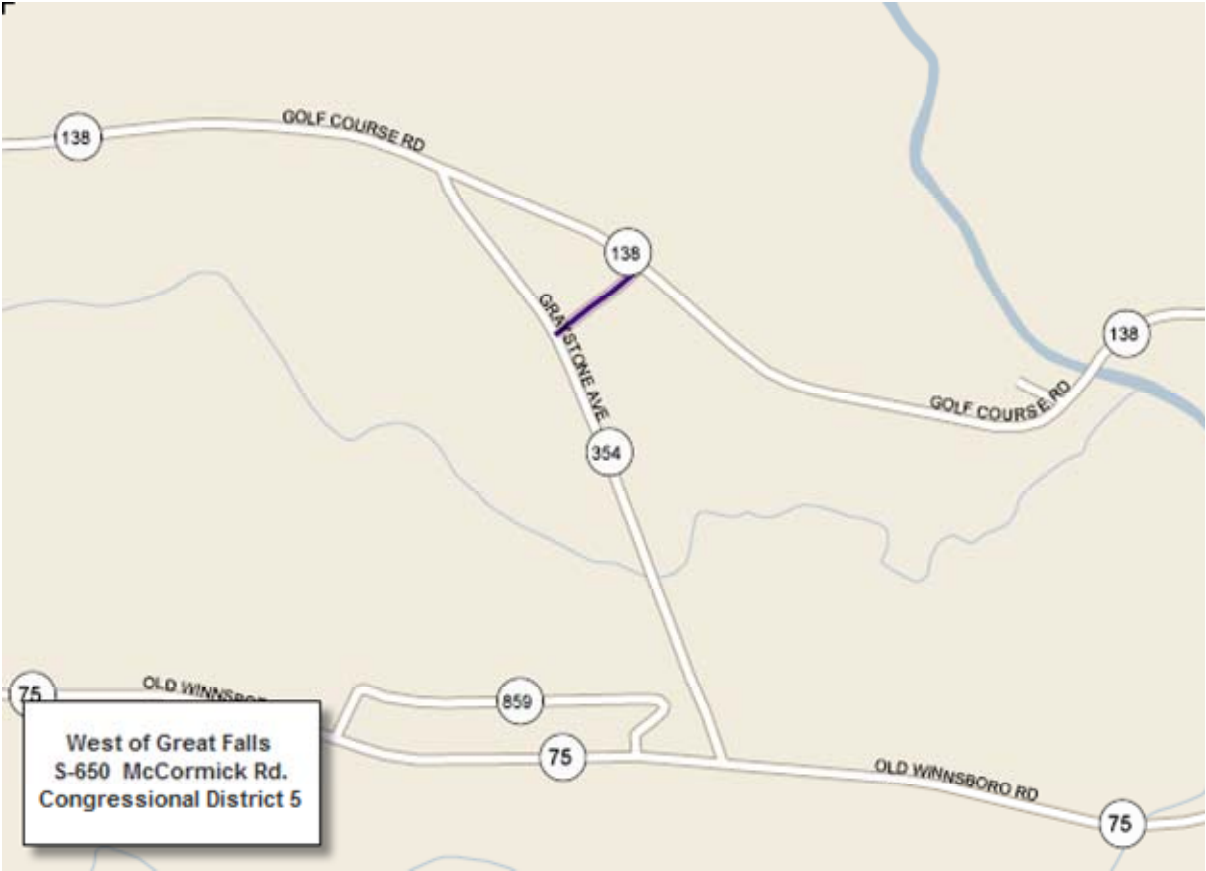 138
GOLF COURSE RD
138
138
GRAYSTONE AVE
GOLF COURSE RD
354
75
OLD WINNSBO
859
75
OLD WINNSBORO RD
75
West of Great Falls
S-650 McCormick Rd.
Congressional District 5